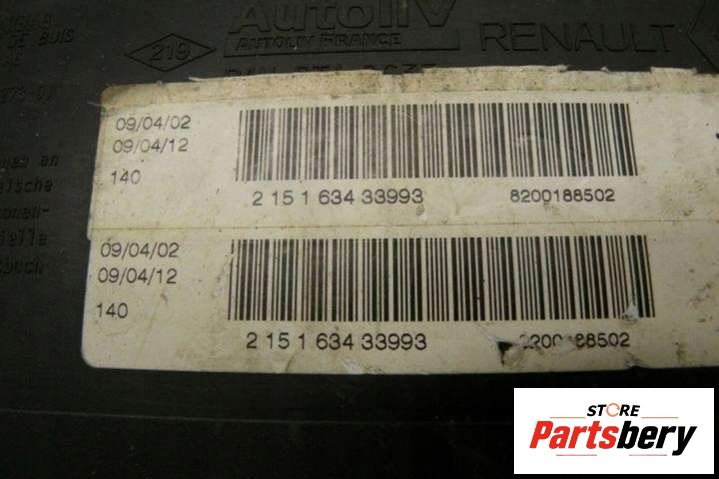 Autoliv
AUTOLIV FRANCE
219
RENAULT
09/04/02
09/04/12
140
2 15 1 634 33993
8200188502
09/04/02
09/04/12
140
2 15 1 634 33993
8200188502
STORE
Partsbery